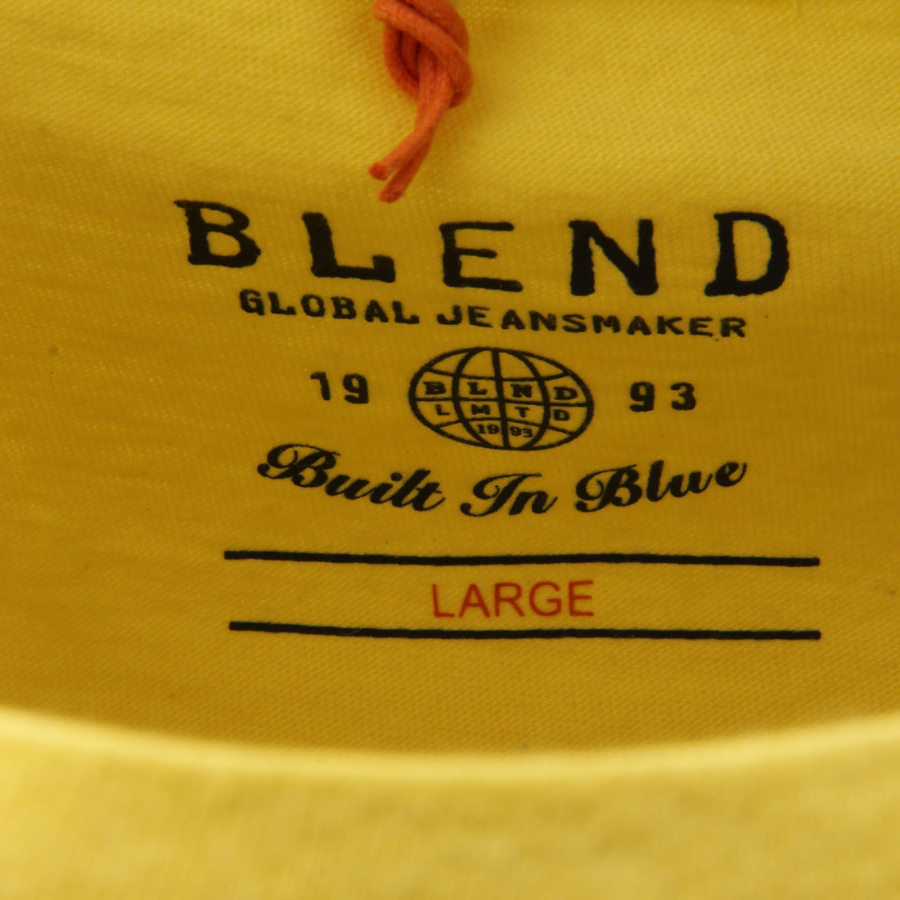 BLEND
GLOBAL JEANSMAKER
19 93
BLND
LMTD
1993
Built In Blue
LARGE